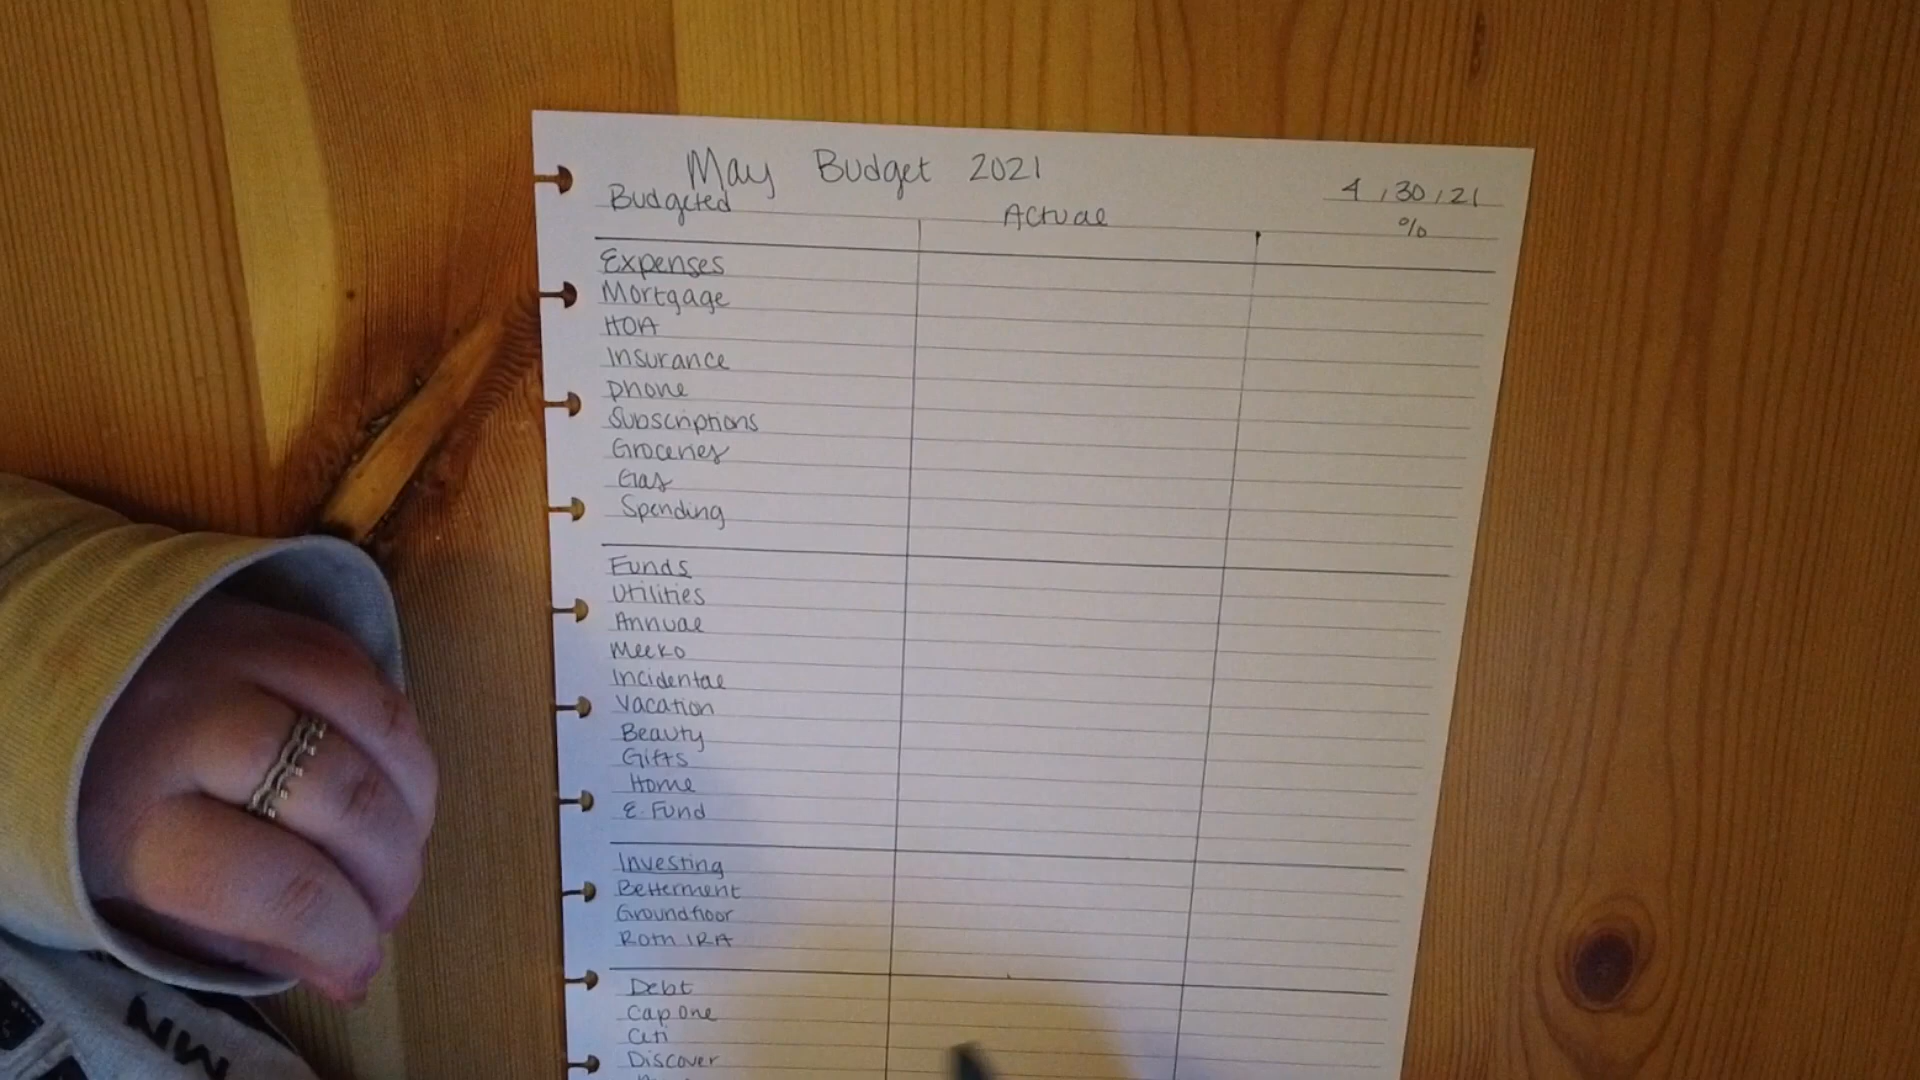 May Budget 2021
4/30/21
Budgeted Actual %
Expenses
Mortgage
HOA
Insurance
phone
Subscriptions
Groceries
Gas
Spending
Funds
Utilities
Annual
Meeko
Incidental
Vacation
Beauty
Gifts
Home
E. Fund
Investing
Betterment
Groundfloor
Roth IRA
Debt
Cap One
Citi
Discover